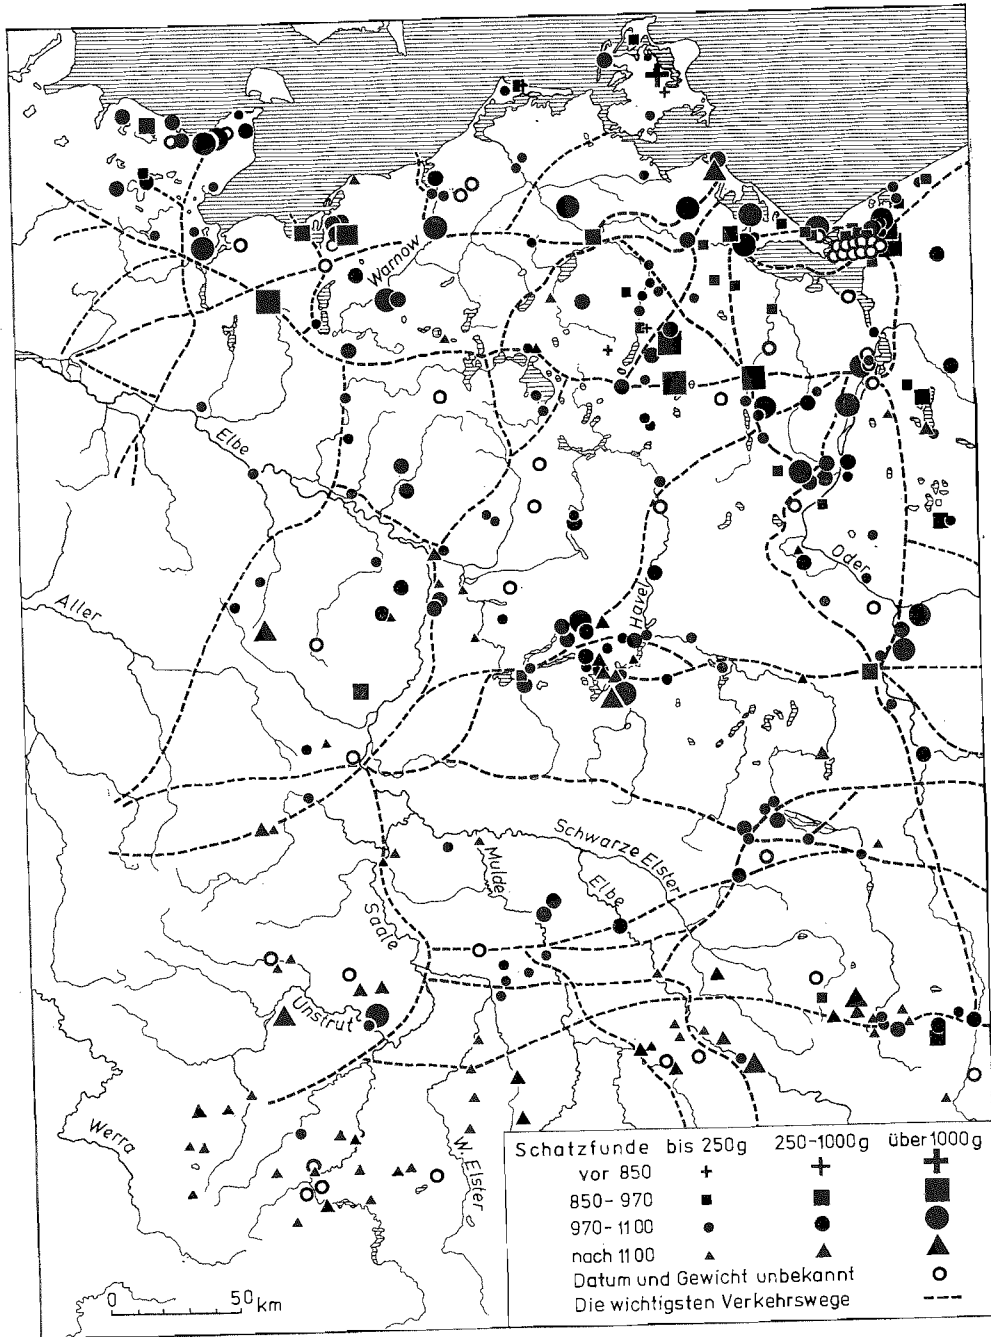 Warnow
Elbe
Aller
Oder
Havel
Schwarze Elster
Mulde
Elbe
Saale
Unstrut
Werra
W. Elster
Schatzfunde bis 250g 250-1000g über 1000g
vor 850
850-970
970-1100
nach 1100
Datum und Gewicht unbekannt
Die wichtigsten Verkehrswege
0 50 km